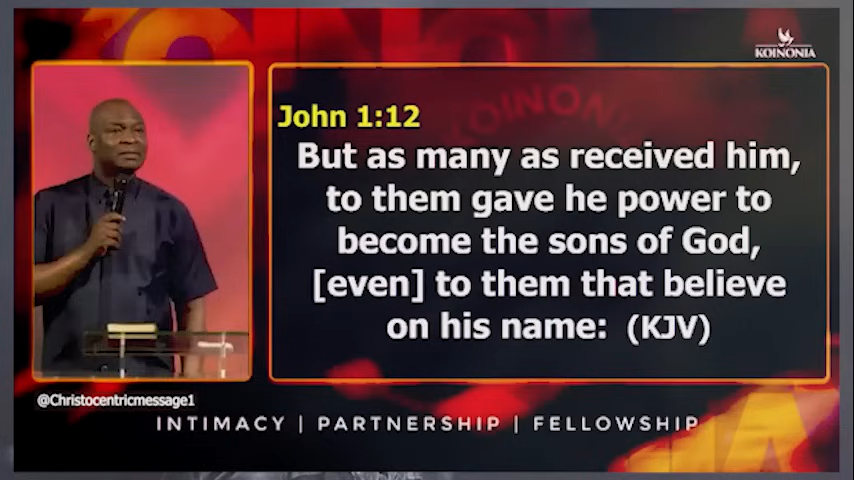 KOINONIA
KOINONIA
John 1:12
But as many as received him,
to them gave he power to
become the sons of God,
[even] to them that believe
on his name: (KJV)
@Christocentricmessage1
INTIMACY | PARTNERSHIP | FELLOWSHIP